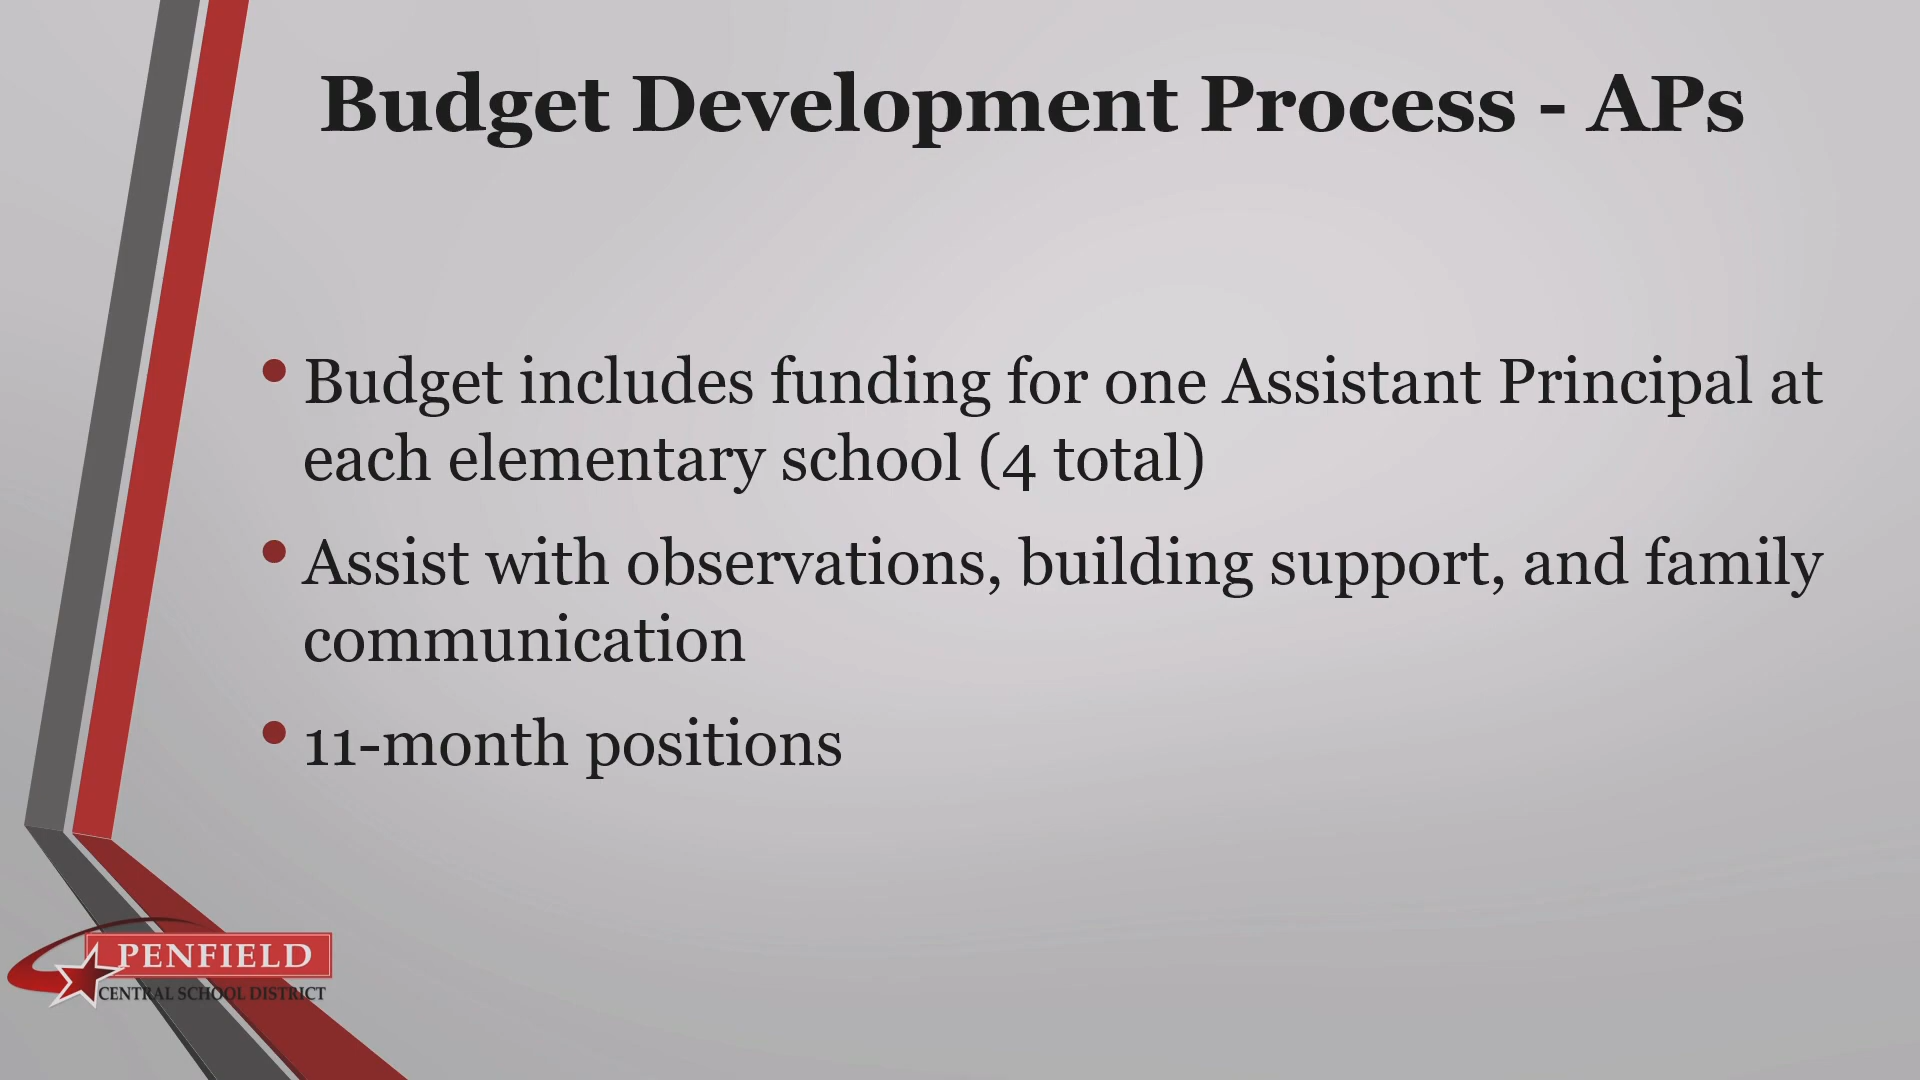 Budget Development Process - APs
• Budget includes funding for one Assistant Principal at
each elementary school (4 total)
• Assist with observations, building support, and family
communication
• 11-month positions
PENFIELD
CENTRAL SCHOOL DISTRICT